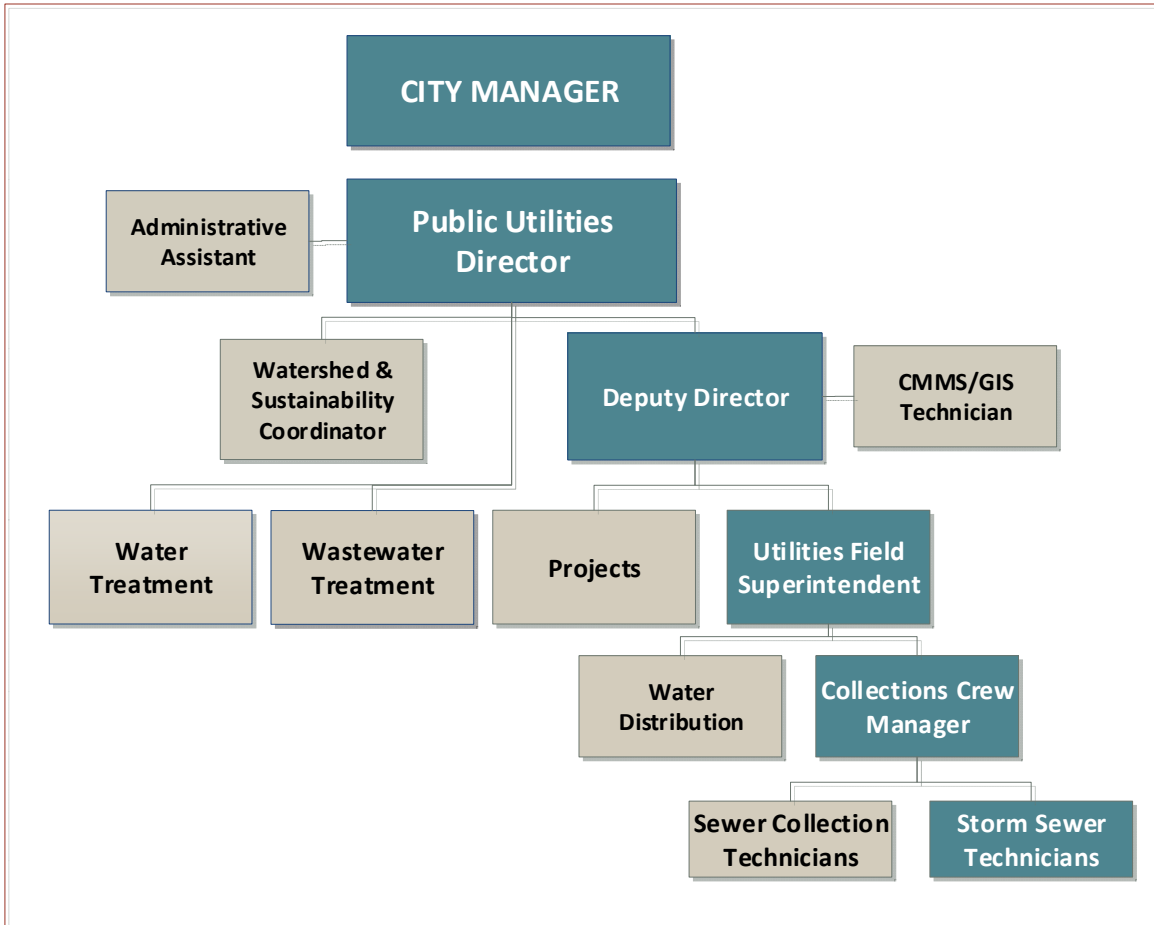 CITY MANAGER
Administrative
Assistant
Public Utilities
Director
Watershed &
Sustainability
Coordinator
Deputy Director
CMMS/GIS
Technician
Water
Treatment
Wastewater
Treatment
Projects
Utilities Field
Superintendent
Water
Distribution
Collections Crew
Manager
Sewer Collection
Technicians
Storm Sewer
Technicians